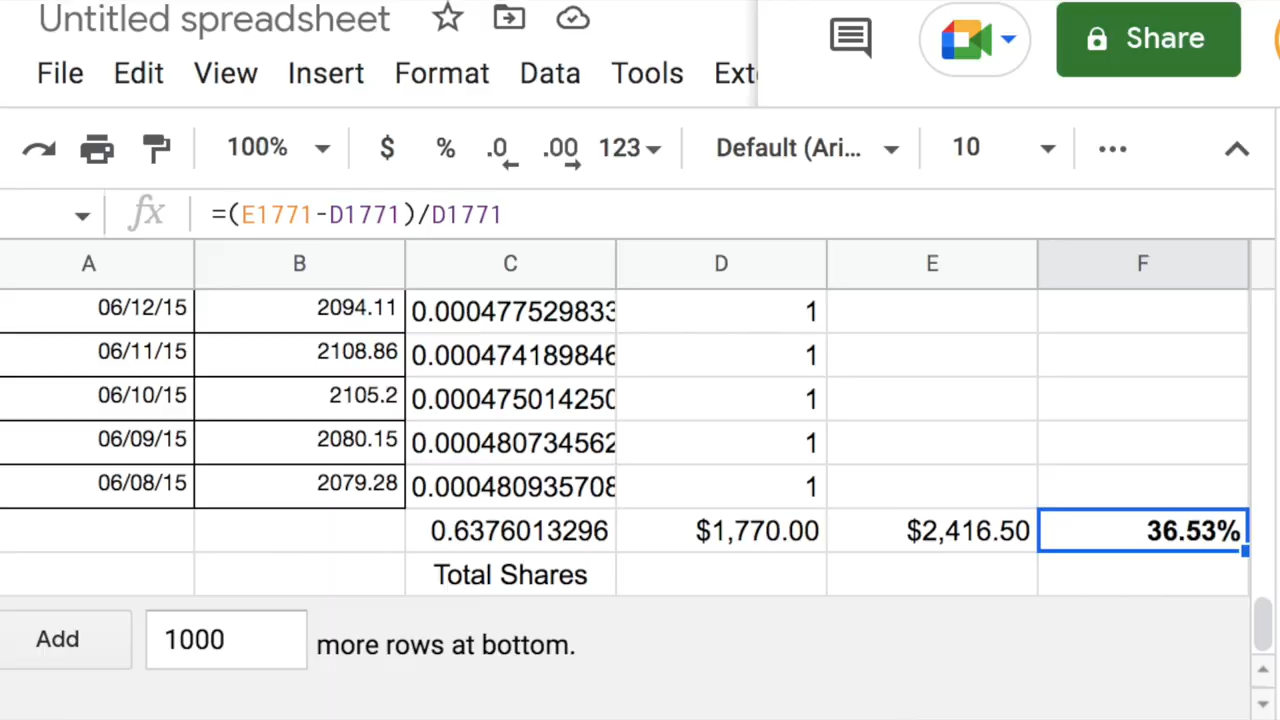 Untitled spreadsheet
Share
File Edit View Insert Format Data Tools Ext
100% $ % .0 .00 123 Default (Ari... 10 ...
fx =(E1771-D1771)/D1771
A B C D E F
06/12/15 2094.11 0.000477529833 1
06/11/15 2108.86 0.000474189846 1
06/10/15 2105.2 0.000475014250 1
06/09/15 2080.15 0.000480734562 1
06/08/15 2079.28 0.000480935708 1
0.6376013296 $1,770.00 $2,416.50 36.53%
Total Shares
Add 1000 more rows at bottom.